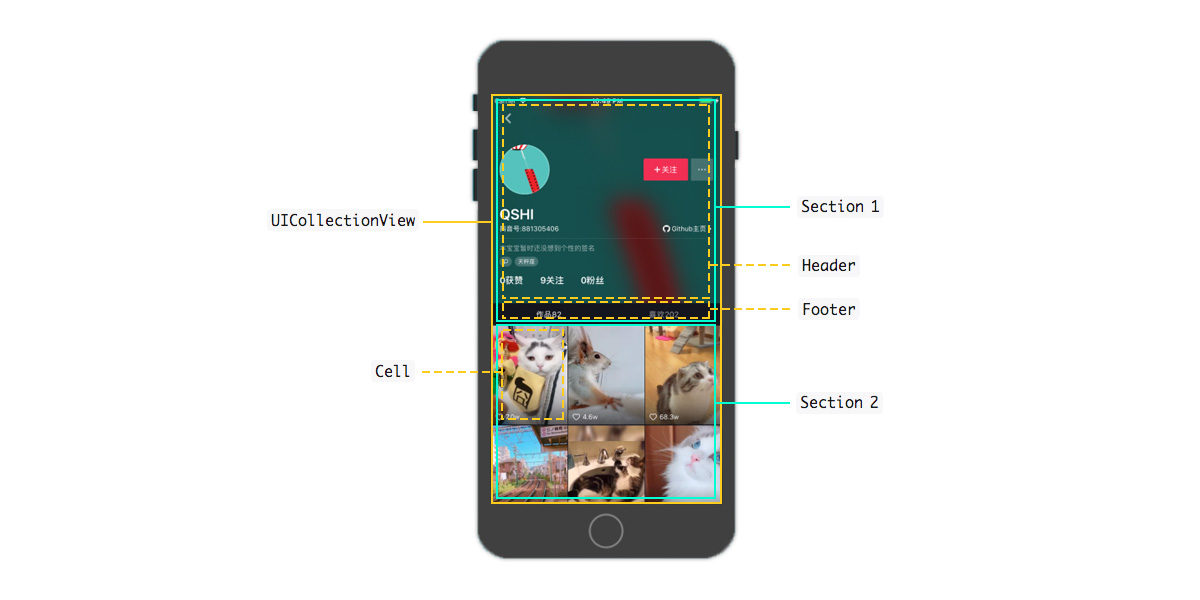 10:49 PM
+关注
UICollectionView
QSHI
抖音号:881305406
Github主页
Section 1
宝宝暂时还没想到个性的签名
天秤座
0获赞 9关注 0粉丝
Header
Footer
作品82 喜欢202
Cell
4.6w 68.3w
Section 2